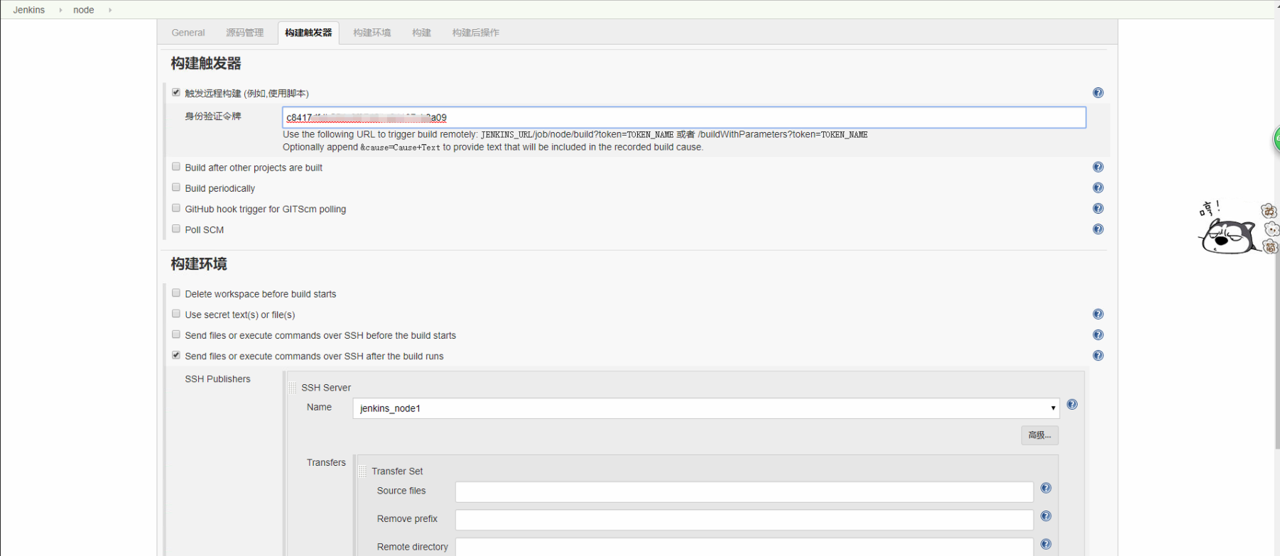 Jenkins › node ›
General 源码管理 构建触发器 构建环境 构建 构建后操作
构建触发器
触发远程构建 (例如,使用脚本)
身份验证令牌
Use the following URL to trigger build remotely: JENKINS_URL/job/node/build?token=TOKEN_NAME 或者 /buildWithParameters?token=TOKEN_NAME
Optionally append &cause=Cause+Text to provide text that will be included in the recorded build cause.
Build after other projects are built
Build periodically
GitHub hook trigger for GITScm polling
Poll SCM
哼!
构建环境
Delete workspace before build starts
Use secret text(s) or file(s)
Send files or execute commands over SSH before the build starts
Send files or execute commands over SSH after the build runs
SSH Publishers
SSH Server
Name jenkins_node1
高级...
Transfers
Transfer Set
Source files
Remove prefix
Remote directory